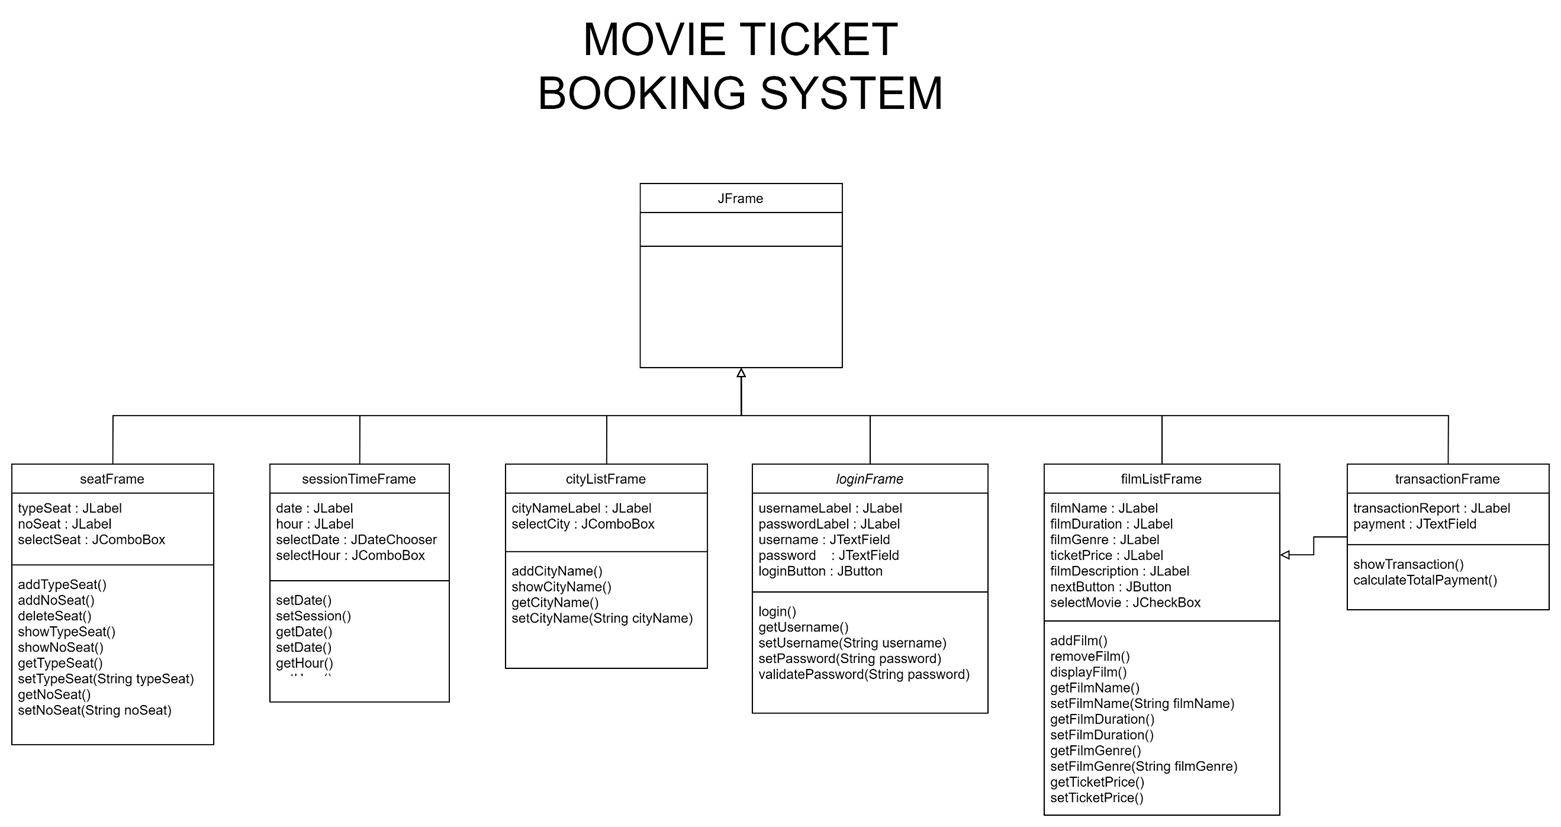 MOVIE TICKET
BOOKING SYSTEM
JFrame
seatFrame
typeSeat : JLabel
noSeat : JLabel
selectSeat : JComboBox
addTypeSeat()
addNoSeat()
deleteSeat()
showTypeSeat()
showNoSeat()
getTypeSeat()
setTypeSeat(String typeSeat)
getNoSeat()
setNoSeat(String noSeat)
sessionTimeFrame
date : JLabel
hour : JLabel
selectDate : JDateChooser
selectHour : JComboBox
setDate()
setSession()
getDate()
setDate()
getHour()
cityListFrame
cityNameLabel : JLabel
selectCity : JComboBox
addCityName()
showCityName()
getCityName()
setCityName(String cityName)
loginFrame
usernameLabel : JLabel
passwordLabel : JLabel
username : JTextField
password : JTextField
loginButton : JButton
login()
getUsername()
setUsername(String username)
setPassword(String password)
validatePassword(String password)
filmListFrame
filmName : JLabel
filmDuration : JLabel
filmGenre : JLabel
ticketPrice : JLabel
filmDescription : JLabel
nextButton : JButton
selectMovie : JCheckBox
addFilm()
removeFilm()
displayFilm()
getFilmName()
setFilmName(String filmName)
getFilmDuration()
setFilmDuration()
getFilmGenre()
setFilmGenre(String filmGenre)
getTicketPrice()
setTicketPrice()
transactionFrame
transactionReport : JLabel
payment : JTextField
showTransaction()
calculateTotalPayment()